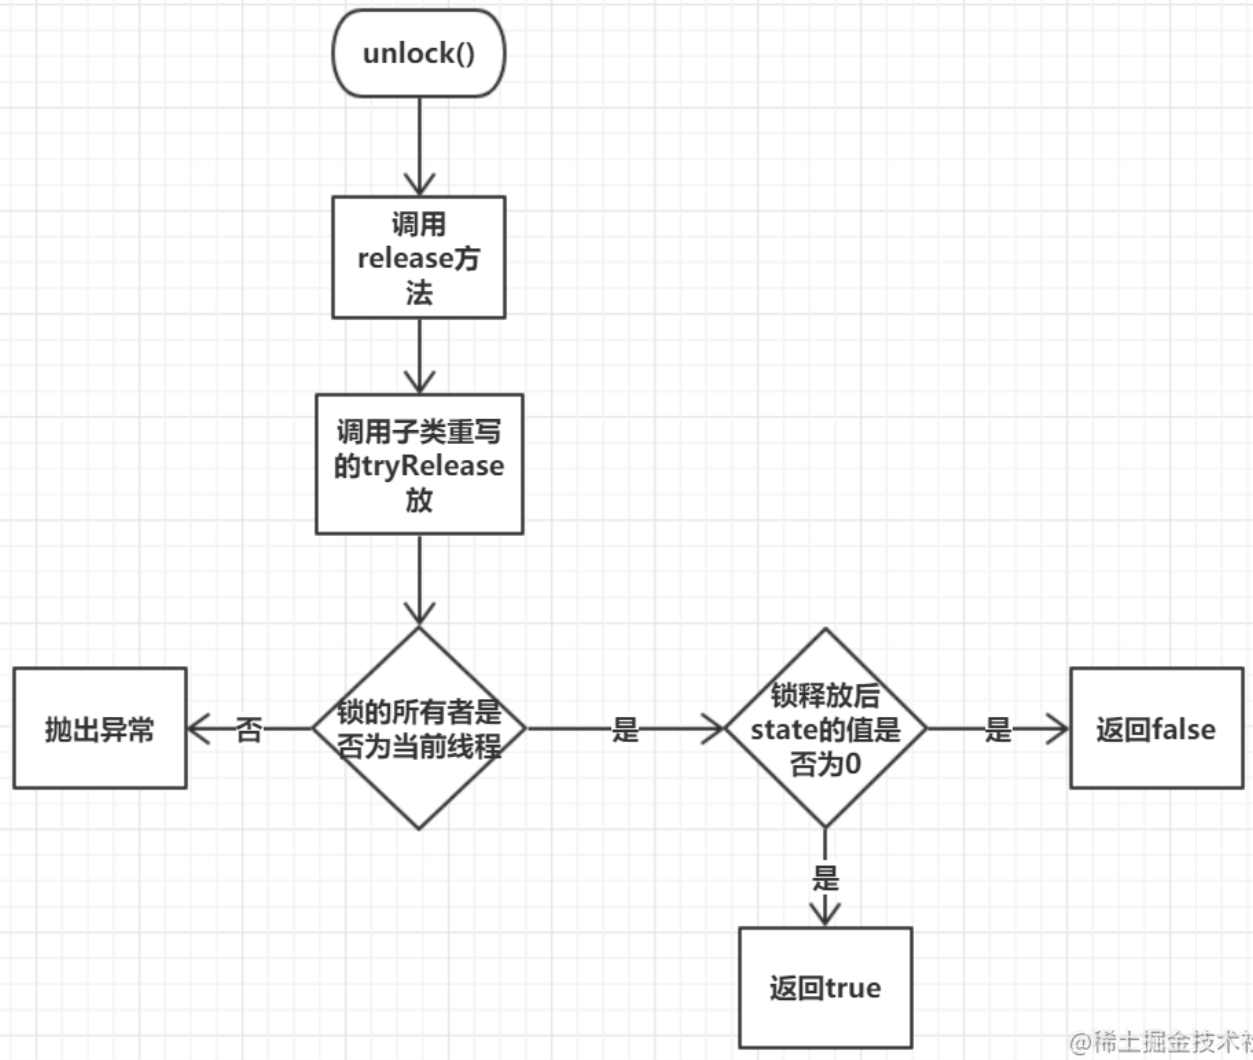 unlock()
调用
release方
法
调用子类重写
的tryRelease
放
锁的所有者是
否为当前线程
否
抛出异常
是
锁释放后
state的值是
否为0
是
返回false
是
返回true
@稀土掘金技术社